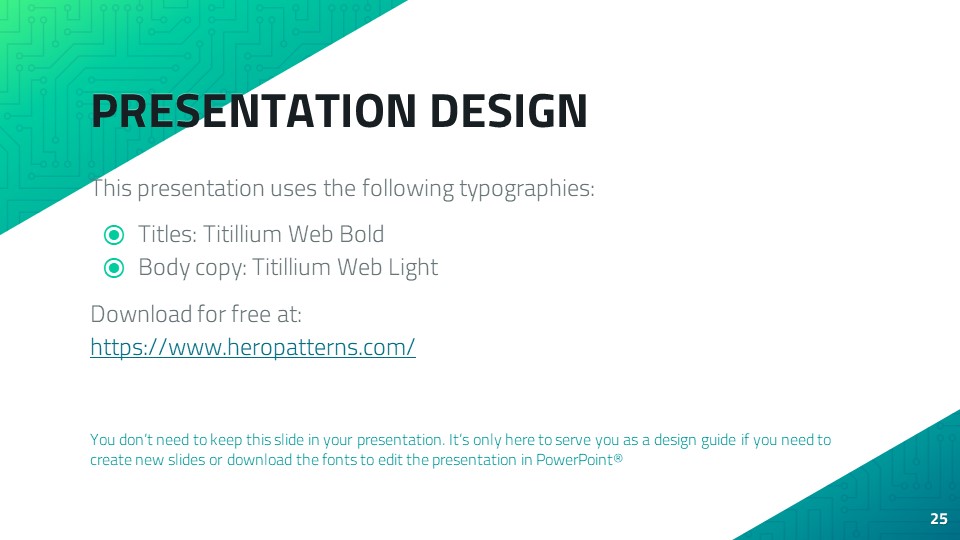 PRESENTATION DESIGN
This presentation uses the following typographies:
Titles: Titillium Web Bold
Body copy: Titillium Web Light
Download for free at:
https://www.heropatterns.com/
You don’t need to keep this slide in your presentation. It’s only here to serve you as a design guide if you need to
create new slides or download the fonts to edit the presentation in PowerPoint®
25